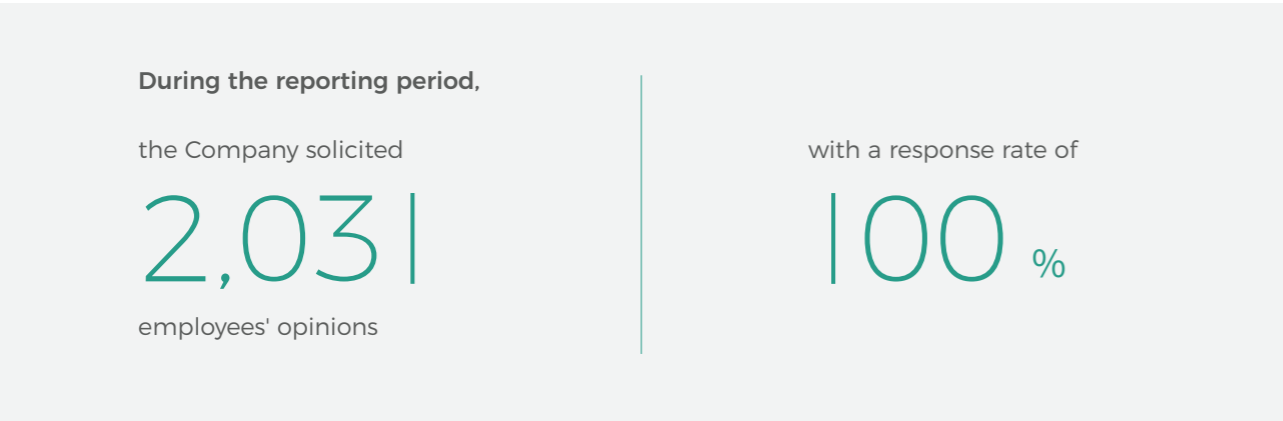 During the reporting period,
the Company solicited
2,031
employees' opinions
with a response rate of
100 %